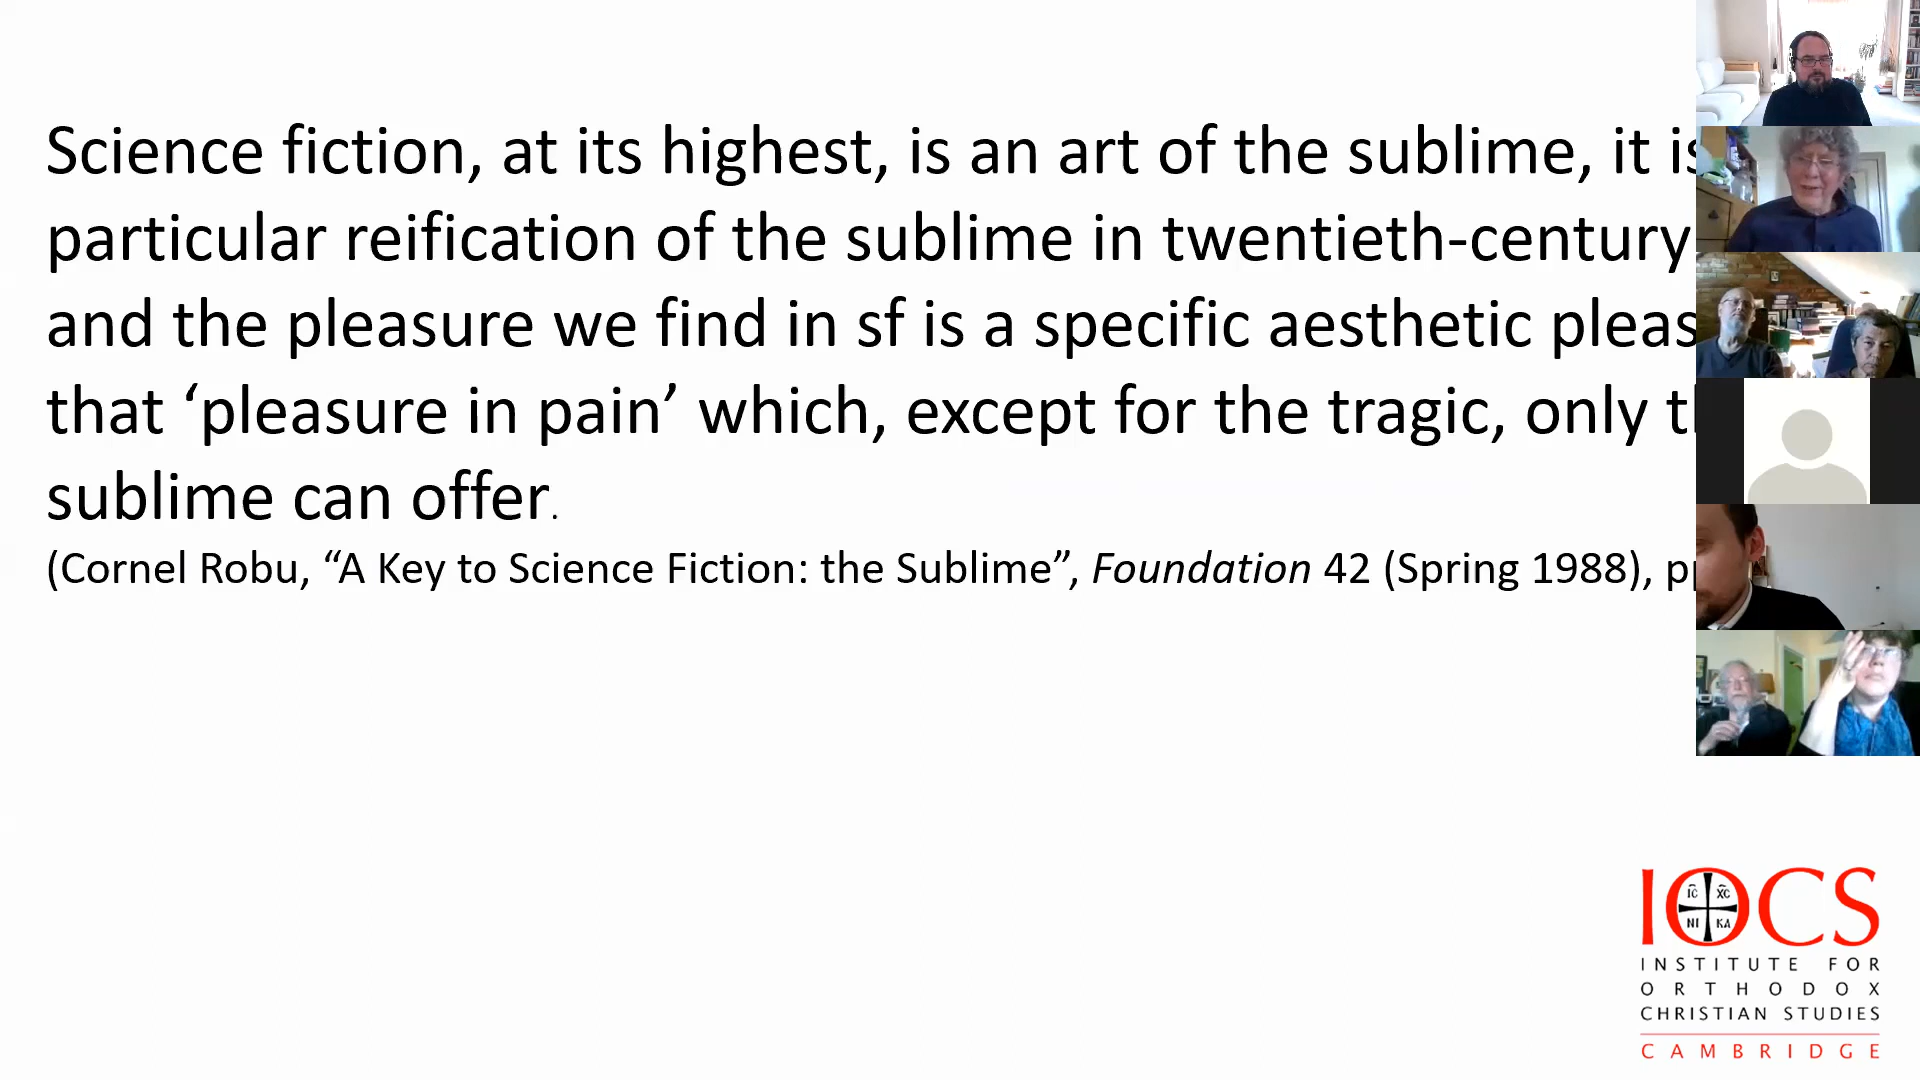 Science fiction, at its highest, is an art of the sublime, it is
particular reification of the sublime in twentieth-century
and the pleasure we find in sf is a specific aesthetic
that ‘pleasure in pain’ which, except for the tragic, only
sublime can offer.
(Cornel Robu, “A Key to Science Fiction: the Sublime”, Foundation 42 (Spring 1988),
IOCS
IC XC
NI KA
INSTITUTE FOR
ORTHODOX
CHRISTIAN STUDIES
CAMBRIDGE